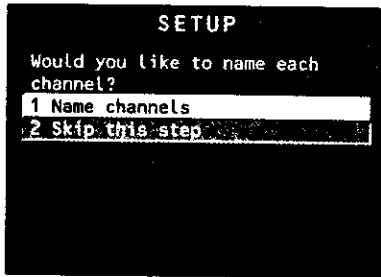 SETUP
Would you like to name each
channel?
1 Name channels
2 Skip this step